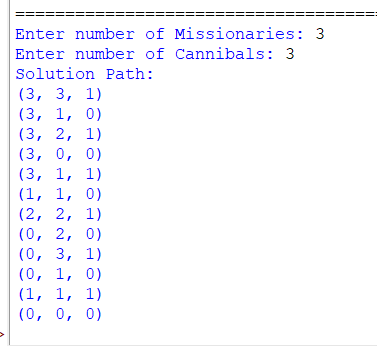 =====================================
Enter number of Missionaries: 3
Enter number of Cannibals: 3
Solution Path:
(3, 3, 1)
(3, 1, 0)
(3, 2, 1)
(3, 0, 0)
(3, 1, 1)
(1, 1, 0)
(2, 2, 1)
(0, 2, 0)
(0, 3, 1)
(0, 1, 0)
(1, 1, 1)
(0, 0, 0)
>